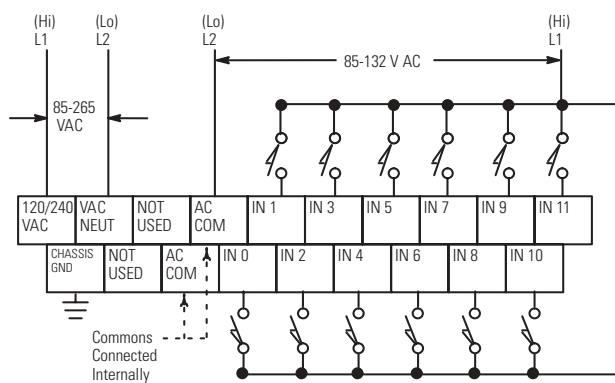 (Hi)
L1
(Lo)
L2
(Lo)
L2
(Hi)
L1
85-132 V AC
85-265
VAC
120/240
VAC
VAC
NEUT
NOT
USED
AC
COM
IN 1
IN 3
IN 5
IN 7
IN 9
IN 11
CHASSIS
GND
NOT
USED
AC
COM
IN 0
IN 2
IN 4
IN 6
IN 8
IN 10
Commons
Connected
Internally